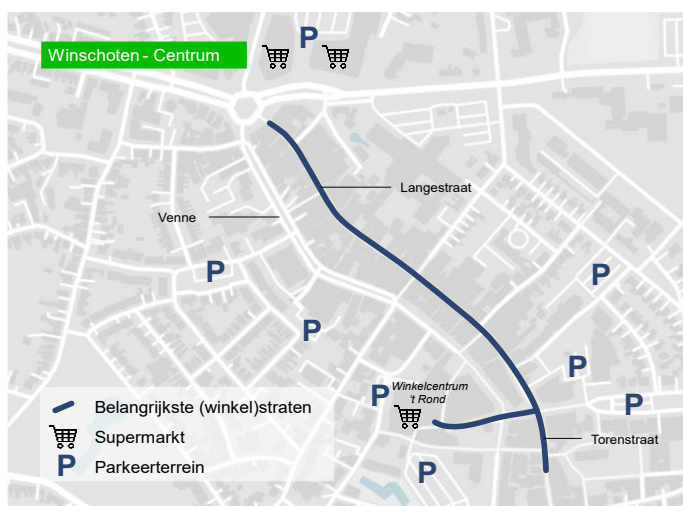 P
Winschoten - Centrum
Langestraat
Venne
P
P
P
P
P
Winkelcentrum
't Rond
P
Belangrijkste (winkel)straten
Torenstraat
Supermarkt
P Parkeerterrein
P